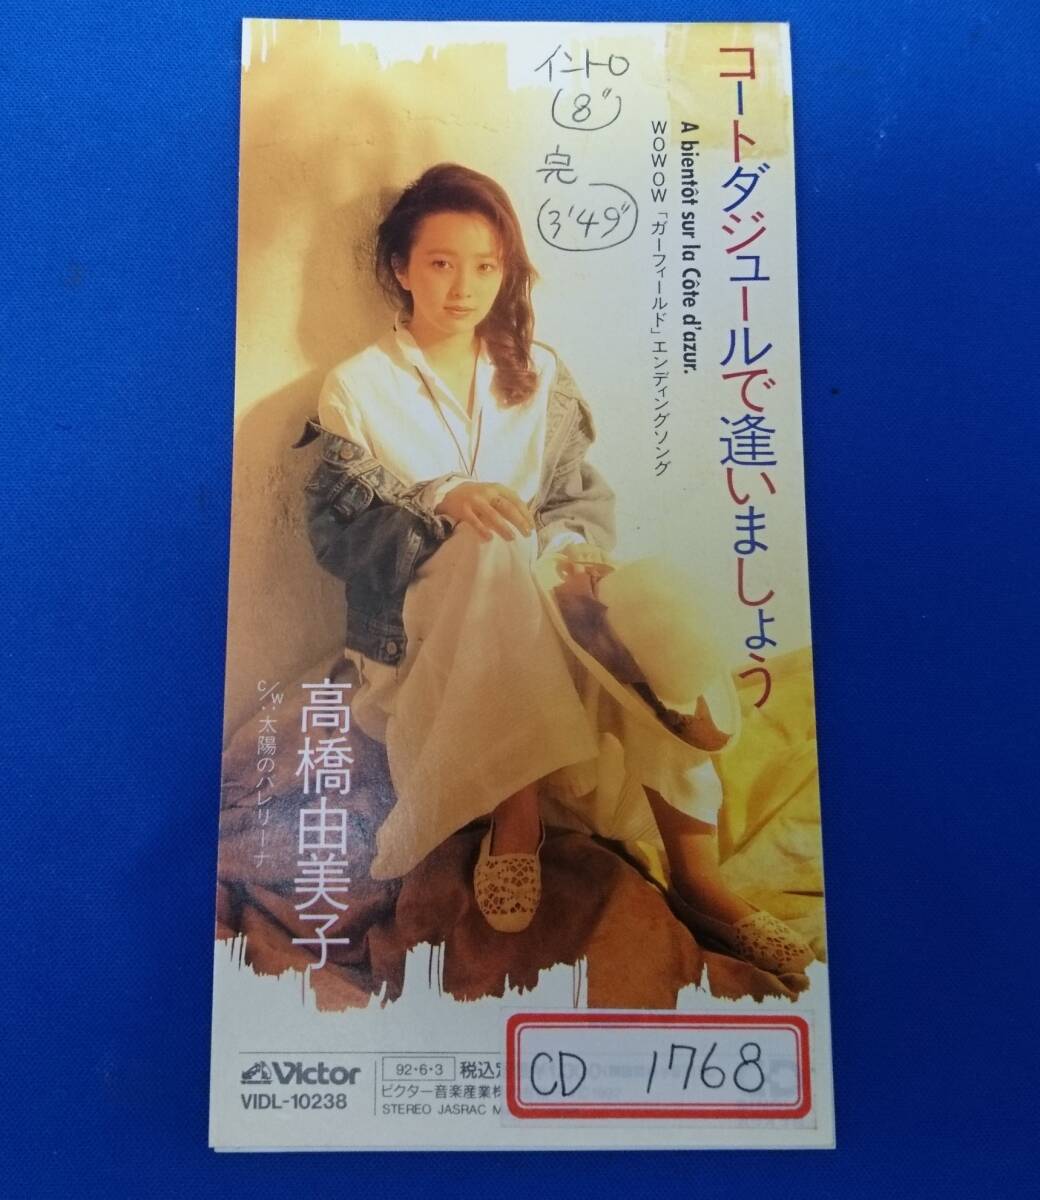 コートダジュールで逢いましょう
A bientôt sur la Côte d'azur.
WOWOW「ガーフィールド」エンディングソング
イントロ
(8")
完
3'49"
高橋由美子
c/w:太陽のバレリーナ
Victor
VIDL-10238
92・6・3 税込
ビクター音楽産業株
STEREO JASRAC
CD 1768